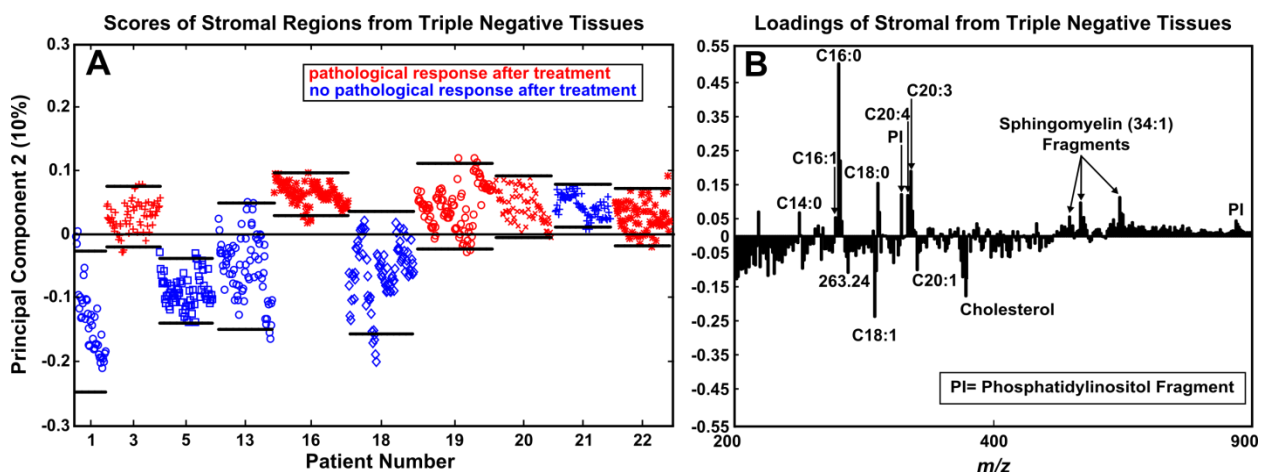 Scores of Stromal Regions from Triple Negative Tissues
A
pathological response after treatment
no pathological response after treatment
Principal Component 2 (10%)
0.3
0.2
0.1
0
-0.1
-0.2
-0.3
1 3 5 13 16 18 19 20 21 22
Patient Number
Loadings of Stromal from Triple Negative Tissues
B
0.55
0.45
0.35
0.25
0.15
0.05
-0.05
-0.15
-0.25
-0.35
-0.45
-0.55
C16:0
C20:3
C20:4
PI
C16:1
C18:0
C14:0
Sphingomyelin (34:1)
Fragments
PI
263.24
C20:1
Cholesterol
C18:1
PI= Phosphatidylinositol Fragment
200 400 900
m/z